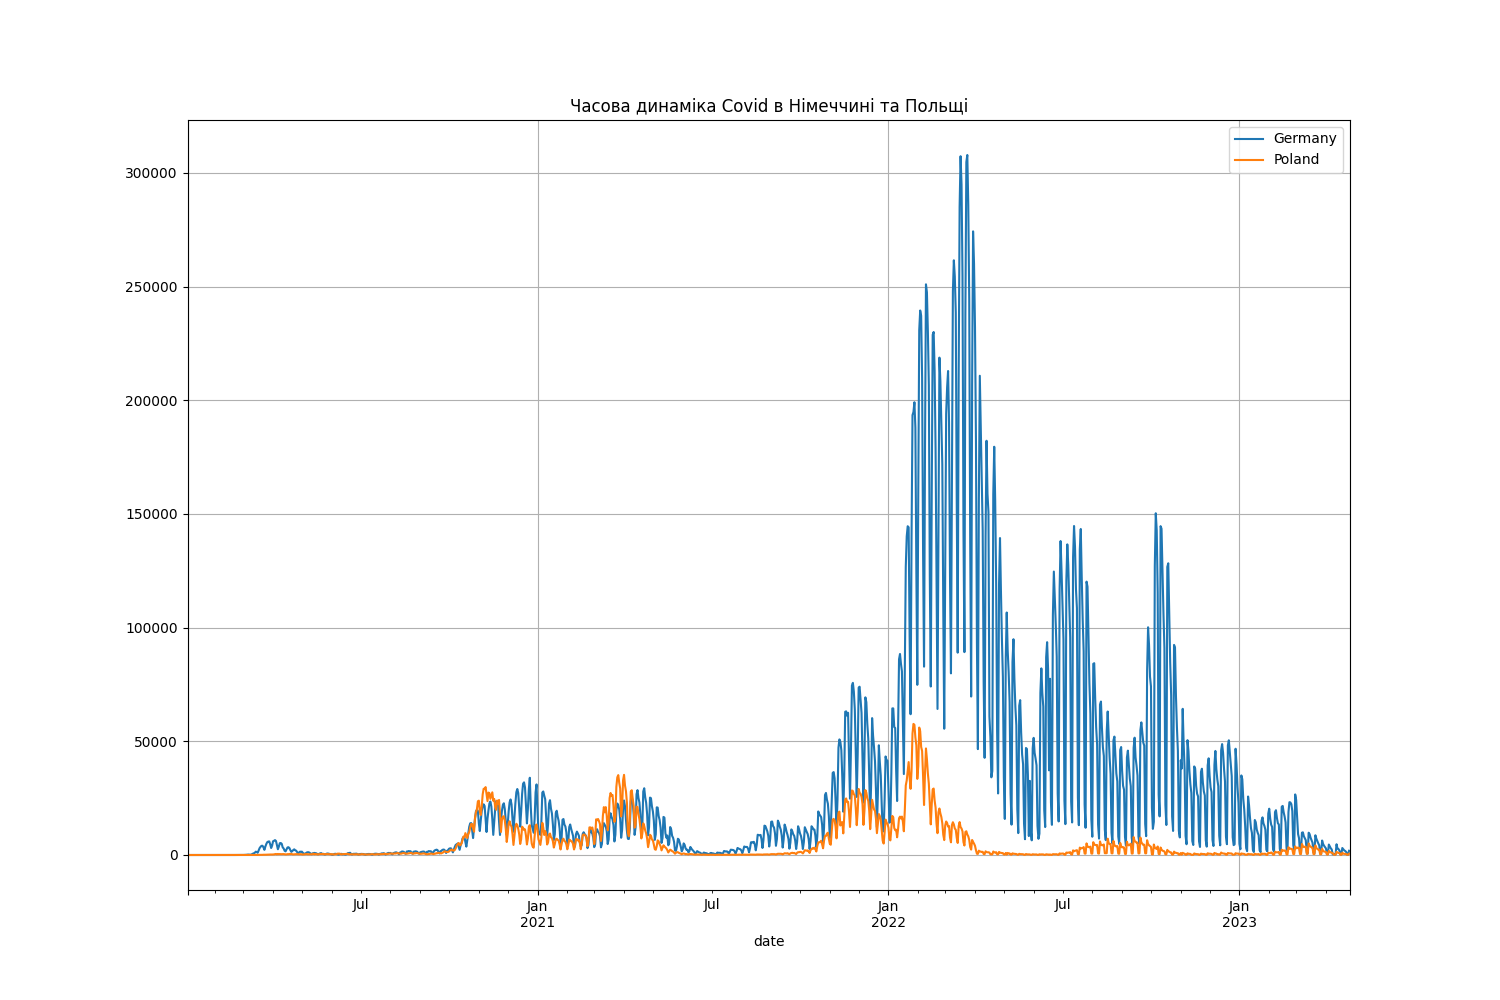 Часова динаміка Covid в Німеччині та Польщі
Germany
Poland
300000
250000
200000
150000
100000
50000
0
Jul
Jan
2021
Jul
Jan
2022
Jul
Jan
2023
date